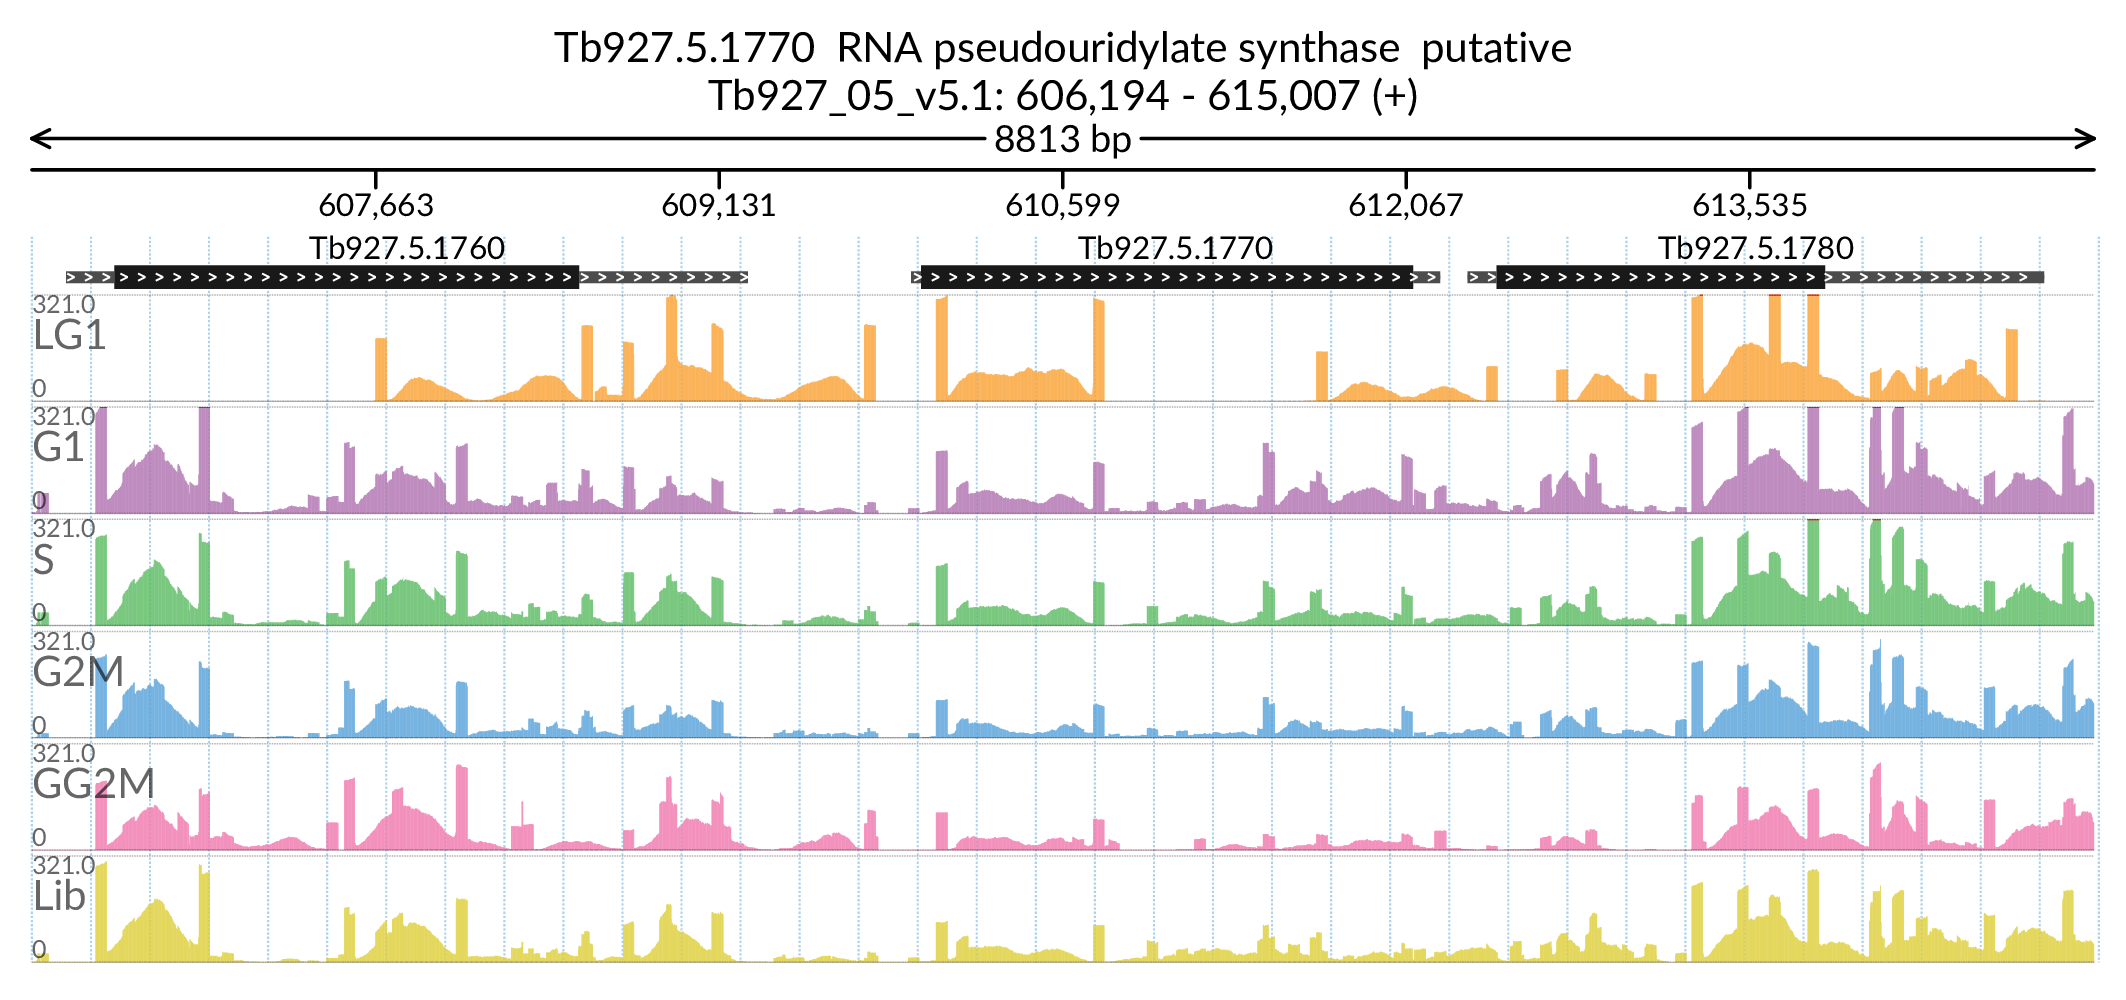 Tb927.5.1770 RNA pseudouridylate synthase putative
Tb927_05_v5.1: 606,194 - 615,007 (+)
8813 bp
607,663 609,131 610,599 612,067 613,535
Tb927.5.1760 Tb927.5.1770 Tb927.5.1780
321.0
LG1
0
321.0
G1
0
321.0
S
0
321.0
G2M
0
321.0
GG2M
0
321.0
Lib
0